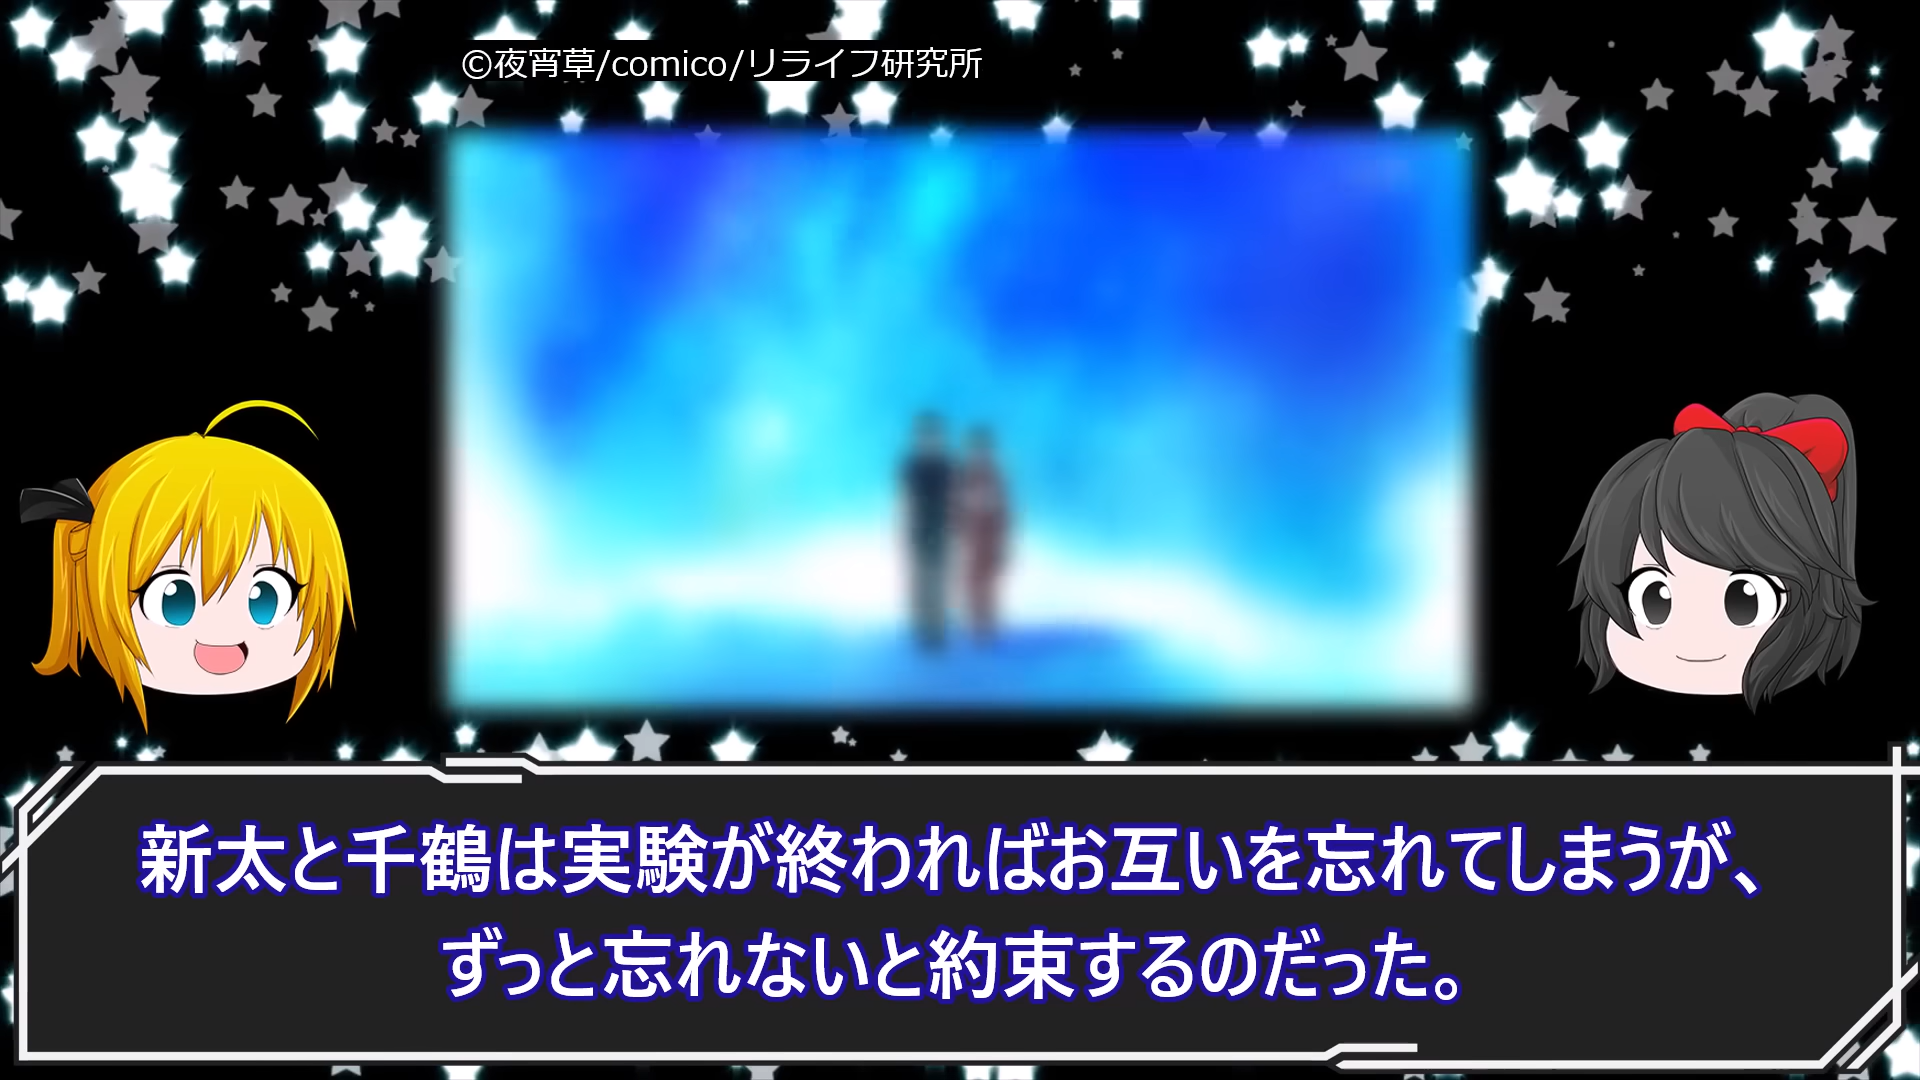 ©夜宵草/comico/リライフ研究所
新太と千鶴は実験が終わればお互いを忘れてしまうが、
ずっと忘れないと約束するのだった。